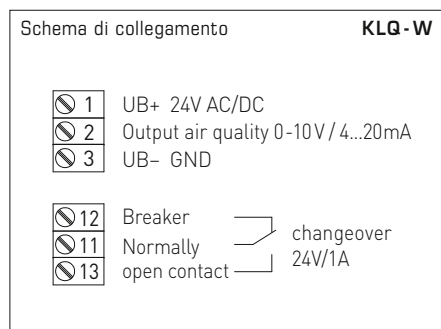 Schema di collegamento KLQ-W
1 UB+ 24V AC/DC
2 Output air quality 0-10V / 4...20mA
3 UB– GND
12 Breaker
11 Normally
13 open contact
changeover
24V/1A